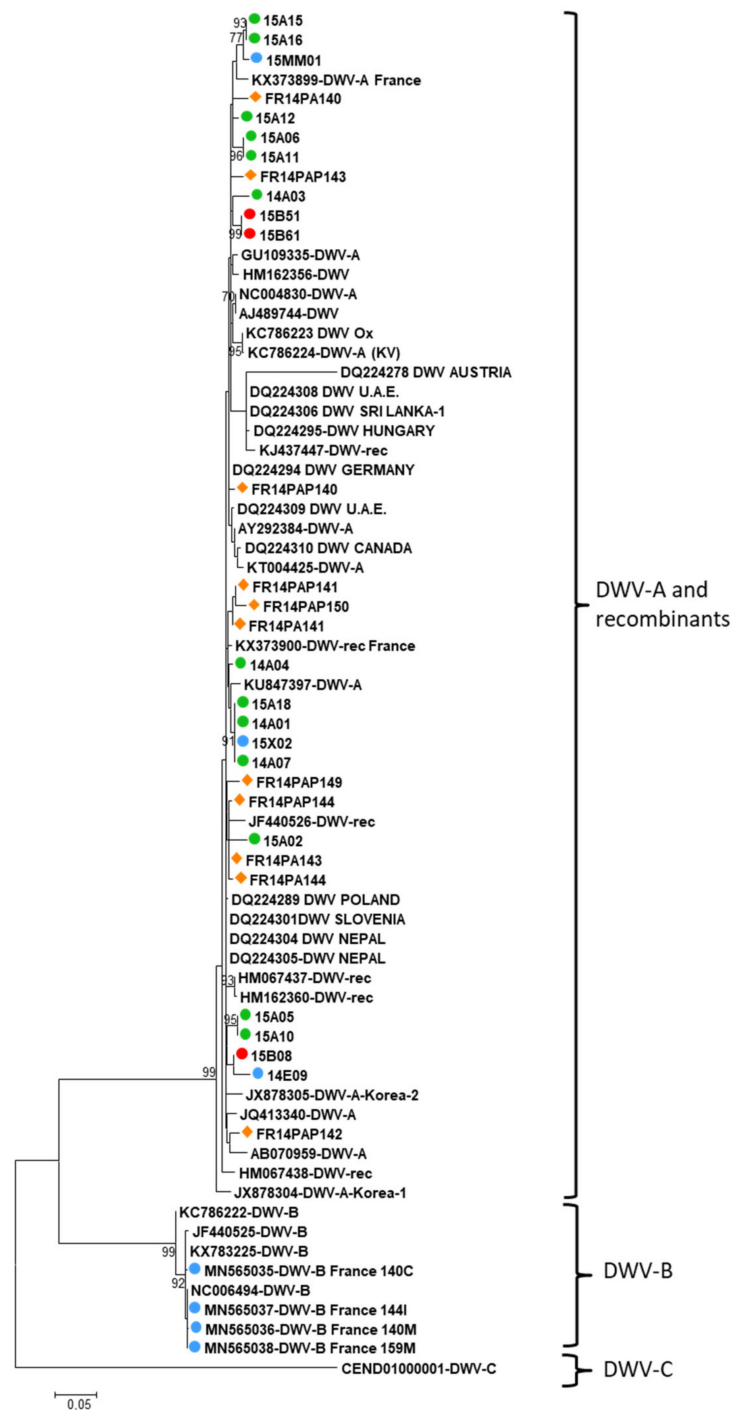 93
15A15
77
15A16
15MM01
KX373899-DWV-A France
FR14PA140
15A12
15A06
96
15A11
FR14PAP143
14A03
15B51
99
15B61
GU109335-DWV-A
HM162356-DWV
70
NC004830-DWV-A
AJ489744-DWV
KC786223 DWV Ox
95
KC786224-DWV-A (KV)
DQ224278 DWV AUSTRIA
DQ224308 DWV U.A.E.
DQ224306 DWV SRI LANKA-1
DQ224295-DWV HUNGARY
KJ437447-DWV-rec
DQ224294 DWV GERMANY
FR14PAP140
DQ224309 DWV U.A.E.
AY292384-DWV-A
DQ224310 DWV CANADA
KT004425-DWV-A
FR14PAP141
FR14PAP150
FR14PA141
KX373900-DWV-rec France
14A04
KU847397-DWV-A
15A18
14A01
91
15X02
14A07
FR14PAP149
FR14PAP144
JF440526-DWV-rec
15A02
FR14PA143
FR14PA144
DQ224289 DWV POLAND
DQ224301DWV SLOVENIA
DQ224304 DWV NEPAL
DQ224305-DWV NEPAL
93
HM067437-DWV-rec
HM162360-DWV-rec
95
15A05
15A10
15B08
99
14E09
JX878305-DWV-A-Korea-2
JQ413340-DWV-A
FR14PAP142
AB070959-DWV-A
HM067438-DWV-rec
JX878304-DWV-A-Korea-1
DWV-A and
recombinants
KC786222-DWV-B
JF440525-DWV-B
99
KX783225-DWV-B
MN565035-DWV-B France 140C
92
NC006494-DWV-B
MN565037-DWV-B France 144I
MN565036-DWV-B France 140M
MN565038-DWV-B France 159M
DWV-B
CEND01000001-DWV-C
DWV-C
0.05